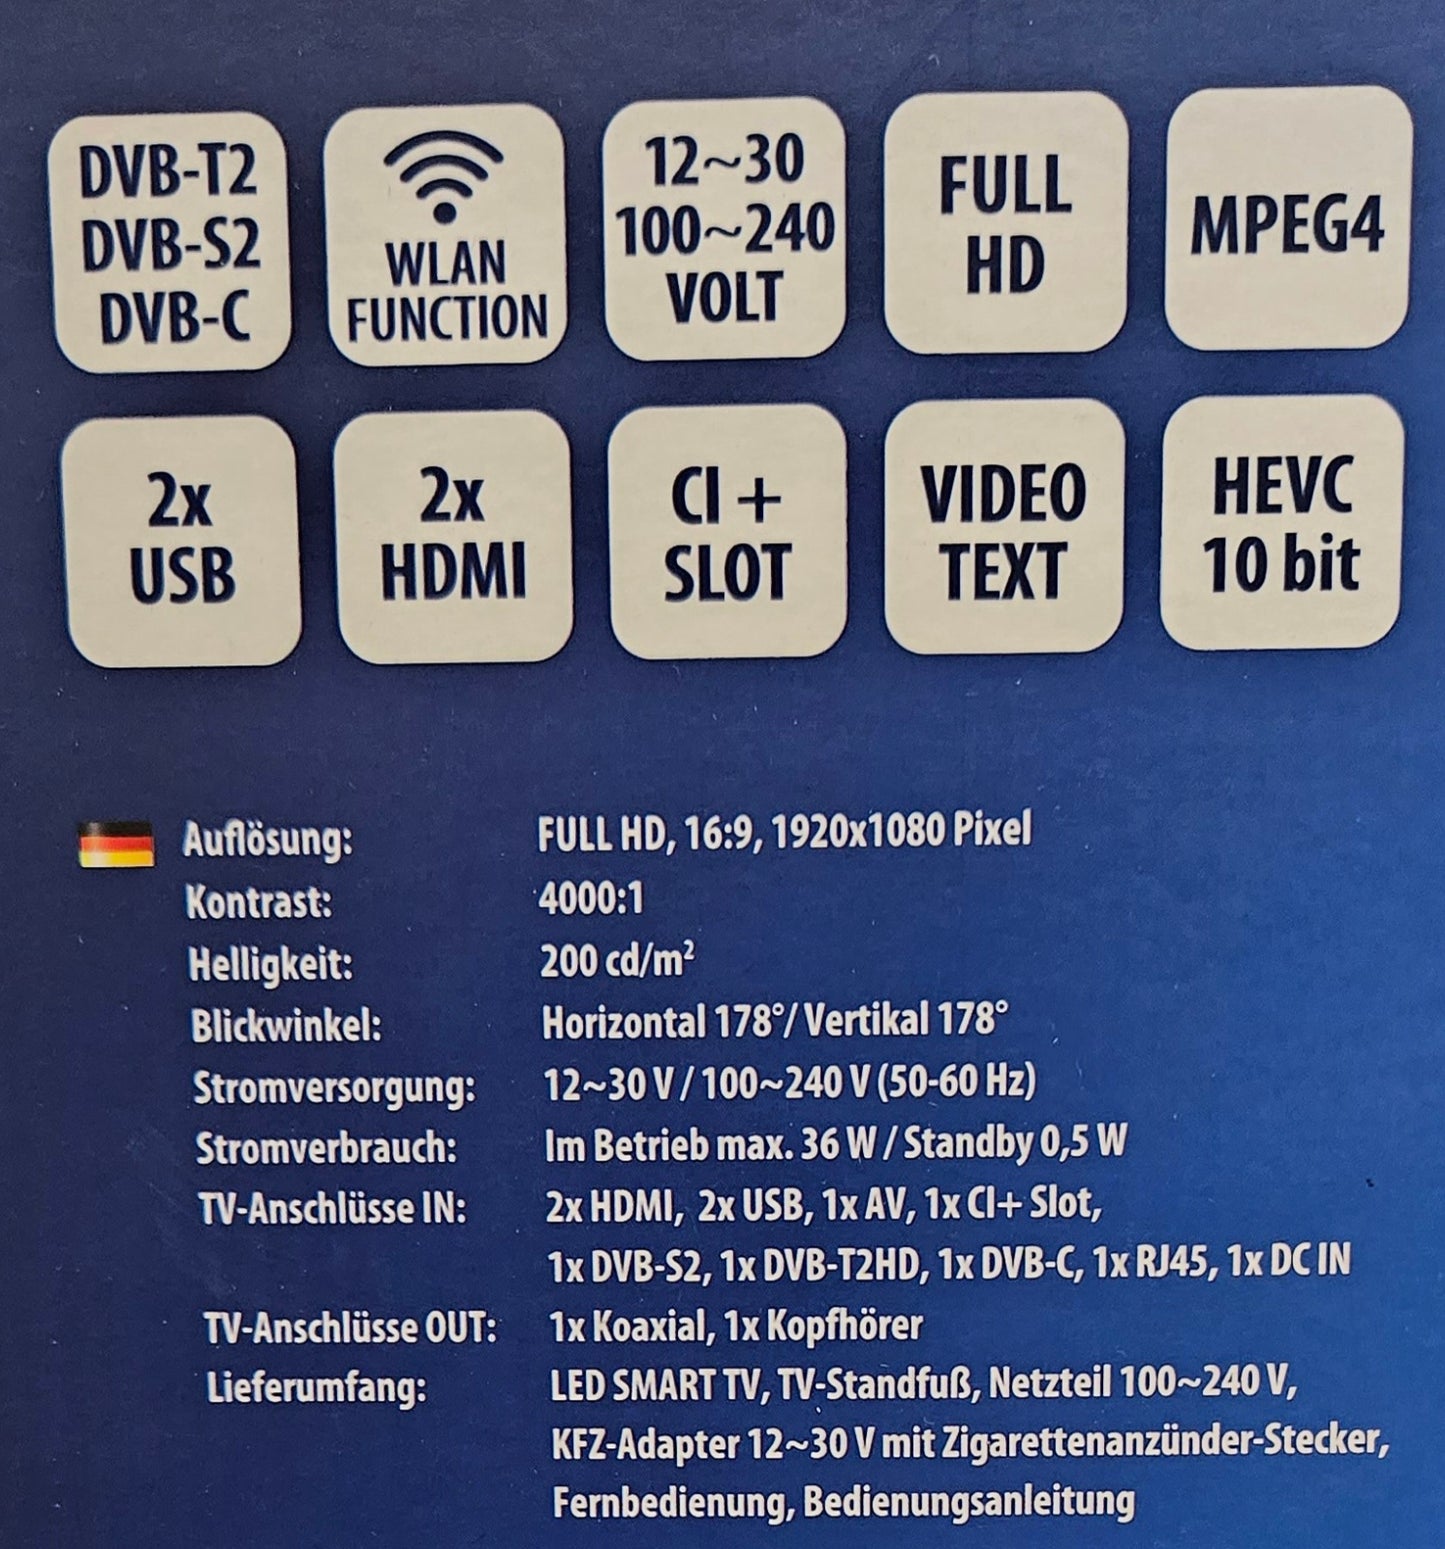 DVB-T2
DVB-S2
DVB-C
WLAN
FUNCTION
12~30
100~240
VOLT
FULL
HD
MPEG4
2x
USB
2x
HDMI
CI +
SLOT
VIDEO
TEXT
HEVC
10 bit
Auflösung: FULL HD, 16:9, 1920x1080 Pixel
Kontrast: 4000:1
Helligkeit: 200 cd/m²
Blickwinkel: Horizontal 178°/ Vertikal 178°
Stromversorgung: 12~30 V / 100~240 V (50-60 Hz)
Stromverbrauch: Im Betrieb max. 36 W / Standby 0,5 W
TV-Anschlüsse IN: 2x HDMI, 2x USB, 1x AV, 1x CI+ Slot,
1x DVB-S2, 1x DVB-T2HD, 1x DVB-C, 1x RJ45, 1x DC IN
TV-Anschlüsse OUT: 1x Koaxial, 1x Kopfhörer
Lieferumfang: LED SMART TV, TV-Standfuß, Netzteil 100~240 V,
KFZ-Adapter 12~30 V mit Zigarettenanzünder-Stecker,
Fernbedienung, Bedienungsanleitung